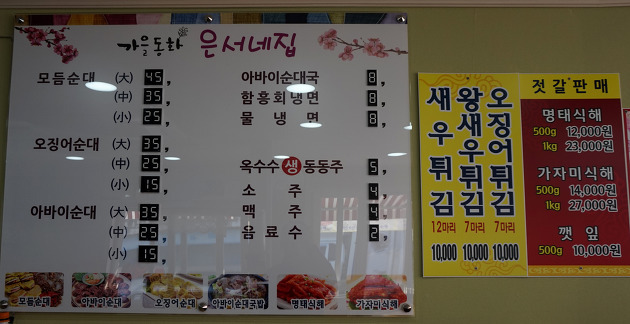 가을동화 은서네집
모듬순대 (大) 45,
(中) 35,
(小) 25,
오징어순대 (大) 35,
(中) 25,
(小) 15,
아바이순대 (大) 35,
(中) 25,
(小) 15,
아바이순대국 8,
함흥회냉면 8,
물냉면 8,
옥수수 생 동동주 5,
소주 4,
맥주 4,
음료수 2,
모듬순대 아바이순대 오징어순대 아바이순대국밥 명태식해 가자미식해
새우튀김 12마리 10,000
왕새우튀김 7마리 10,000
오징어튀김 7마리 10,000
젓갈판매
명태식해
500g 12,000원
1kg 23,000원
가자미식해
500g 14,000원
1kg 27,000원
깻잎
500g 10,000원